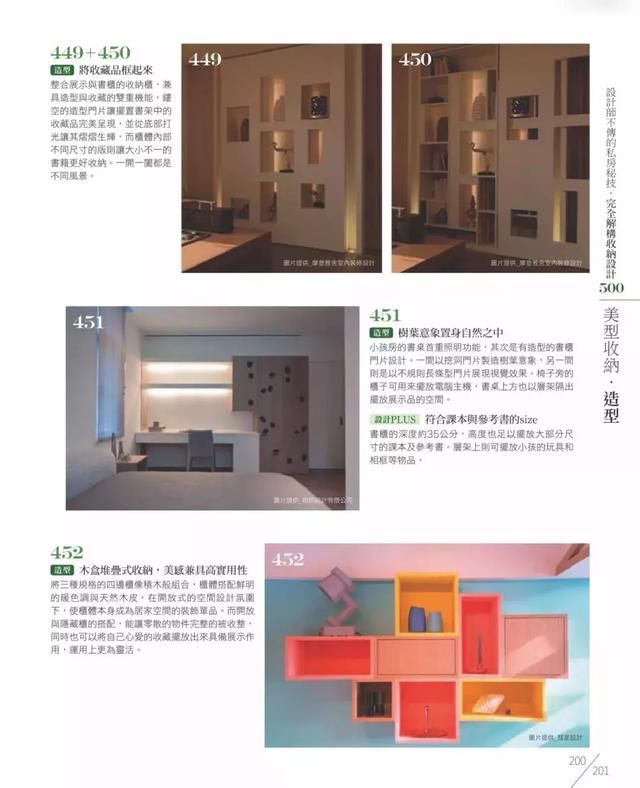 449+450
造型 將收藏品框起來
整合展示與書櫃的收納櫃，兼
具造型與收藏的雙重機能，鏤
空的造型門片讓擺置書架中的
收藏品完美呈現，並從底部打
光讓其熠熠生輝，而櫃體內部
不同尺寸的版則讓大小不一的
書籍更好收納。一開一闔都是
不同風景。
449
圖片提供_摩登雅舍室內裝修設計
450
圖片提供_摩登雅舍室內裝修設計
設計師不傳的私房秘技・完全解構收納設計500
美型收納・造型
451
圖片提供
設計有限公司
451
造型 樹葉意象置身自然之中
小孩房的書桌首重照明功能，其次是有造型的書櫃
門片設計。一間以挖洞門片製造樹葉意象，另一間
則是以不規則長條型門片展現視覺效果。椅子旁的
櫃子可用來擺放電腦主機，書桌上方也以層架隔出
擺放展示品的空間。
設計PLUS 符合課本與參考書的size
書櫃的深度約35公分，高度也足以擺放大部分尺
寸的課本及參考書。層架上則可擺放小孩的玩具和
相框等物品。
452
造型 木盒堆疊式收納，美感兼具高實用性
將三種規格的四邊櫃像積木般組合，櫃體搭配鮮明
的暖色調與天然木皮，在開放式的空間設計氛圍
下，使櫃體本身成為居家空間的裝飾單品。而開放
與隱藏櫃的搭配，能讓零散的物件完整的被收整，
同時也可以將自己心愛的收藏擺放出來具備展示作
用，運用上更為靈活。
452
圖片提供
200
201